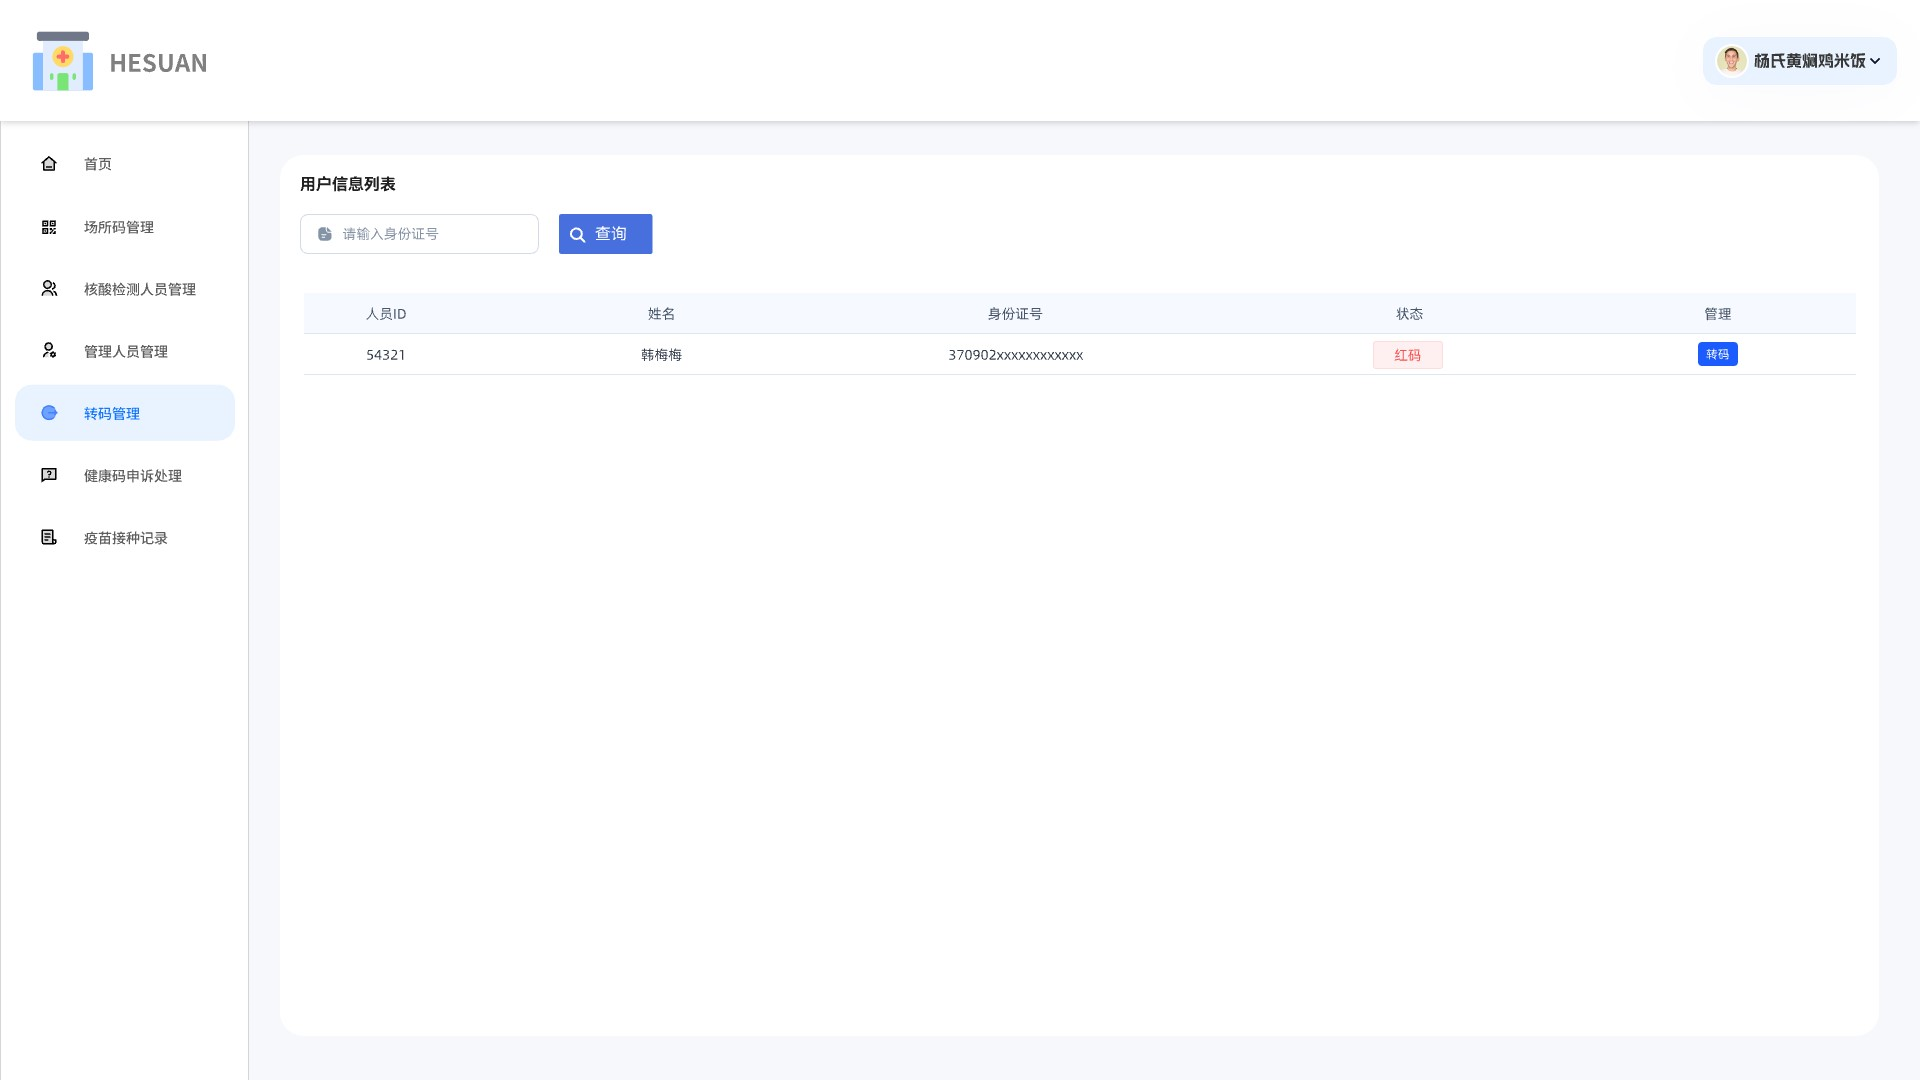 HESUAN
杨氏黄焖鸡米饭
首页
场所码管理
核酸检测人员管理
管理人员管理
转码管理
健康码申诉处理
疫苗接种记录
用户信息列表
请输入身份证号
查询
人员ID 姓名 身份证号 状态 管理
54321 韩梅梅 370902xxxxxxxxxxxx 红码 转码